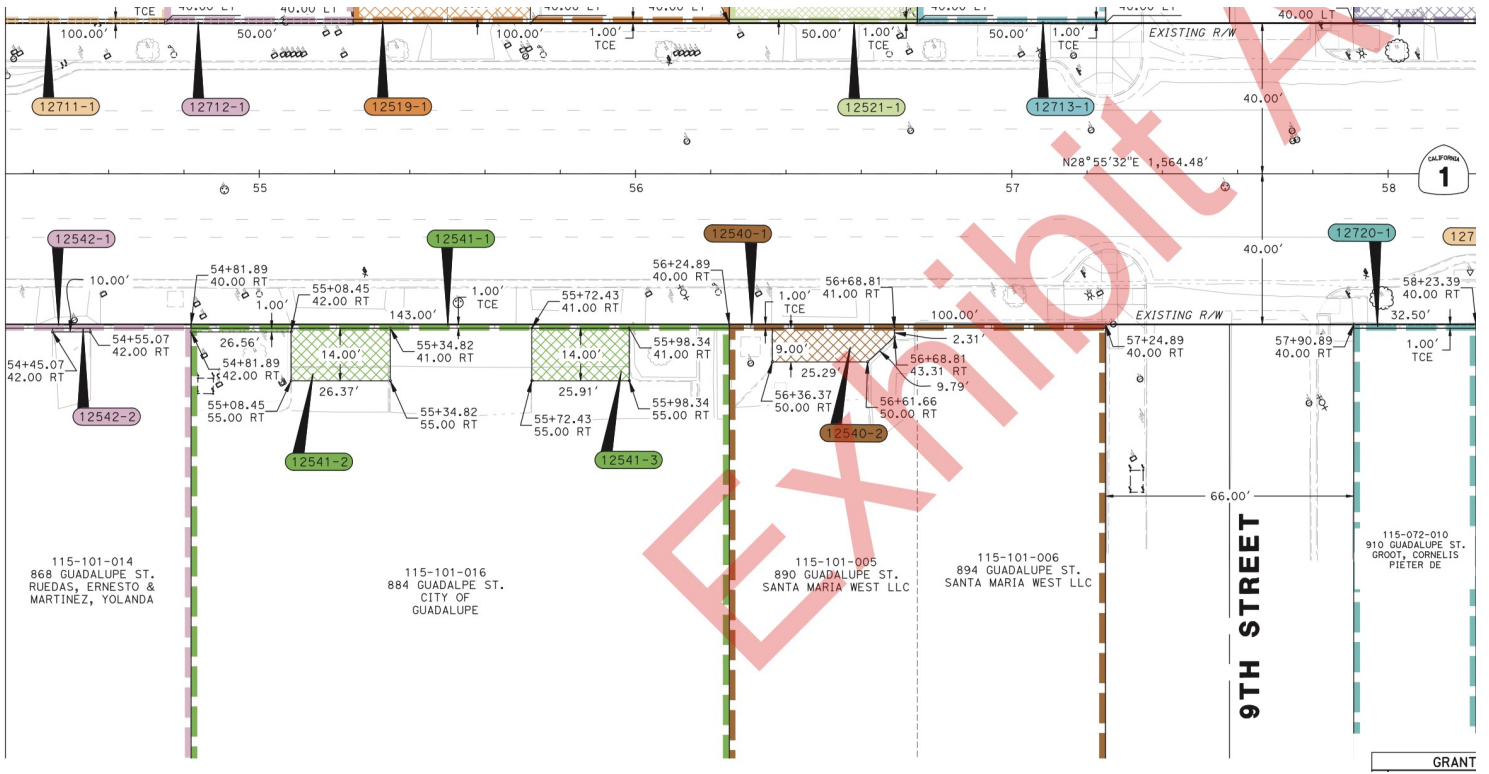 TCE
40.00 LT
40.00 LT
40.00 LT
40.00 LT
40.00 LT
40.00 LT
40.00 LT
40.00 LT
40.00 LT
100.00'
50.00'
100.00'
1.00'
TCE
50.00'
1.00'
TCE
50.00'
1.00'
TCE
EXISTING R/W
12711-1
12712-1
12519-1
12521-1
12713-1
40.00'
N28°55'32"E 1,564.48'
CALIFORNIA
1
55
56
57
58
12542-1
12541-1
12540-1
12720-1
40.00'
10.00'
54+81.89
40.00 RT
1.00'
55+08.45
42.00 RT
143.00'
1.00'
TCE
55+72.43
41.00 RT
56+24.89
40.00 RT
1.00'
TCE
56+68.81
41.00 RT
100.00'
EXISTING R/W
58+23.39
40.00 RT
32.50'
54+45.07
42.00 RT
54+55.07
42.00 RT
26.56'
54+81.89
42.00 RT
14.00'
55+34.82
41.00 RT
14.00'
55+98.34
41.00 RT
9.00'
2.31'
56+68.81
43.31 RT
57+24.89
40.00 RT
57+90.89
40.00 RT
1.00'
TCE
12542-2
55+08.45
55.00 RT
26.37'
55+34.82
55.00 RT
55+72.43
55.00 RT
25.91'
55+98.34
55.00 RT
25.29'
9.79'
56+36.37
50.00 RT
56+61.66
50.00 RT
12541-2
12541-3
12540-2
66.00'
115-101-014
868 GUADALUPE ST.
RUEDAS, ERNESTO &
MARTINEZ, YOLANDA
115-101-016
884 GUADALPE ST.
CITY OF
GUADALUPE
115-101-005
890 GUADALUPE ST.
SANTA MARIA WEST LLC
115-101-006
894 GUADALUPE ST.
SANTA MARIA WEST LLC
9TH STREET
115-072-010
910 GUADALUPE ST.
GROOT, CORNELIS
PIETER DE
GRANT
Exhibit A